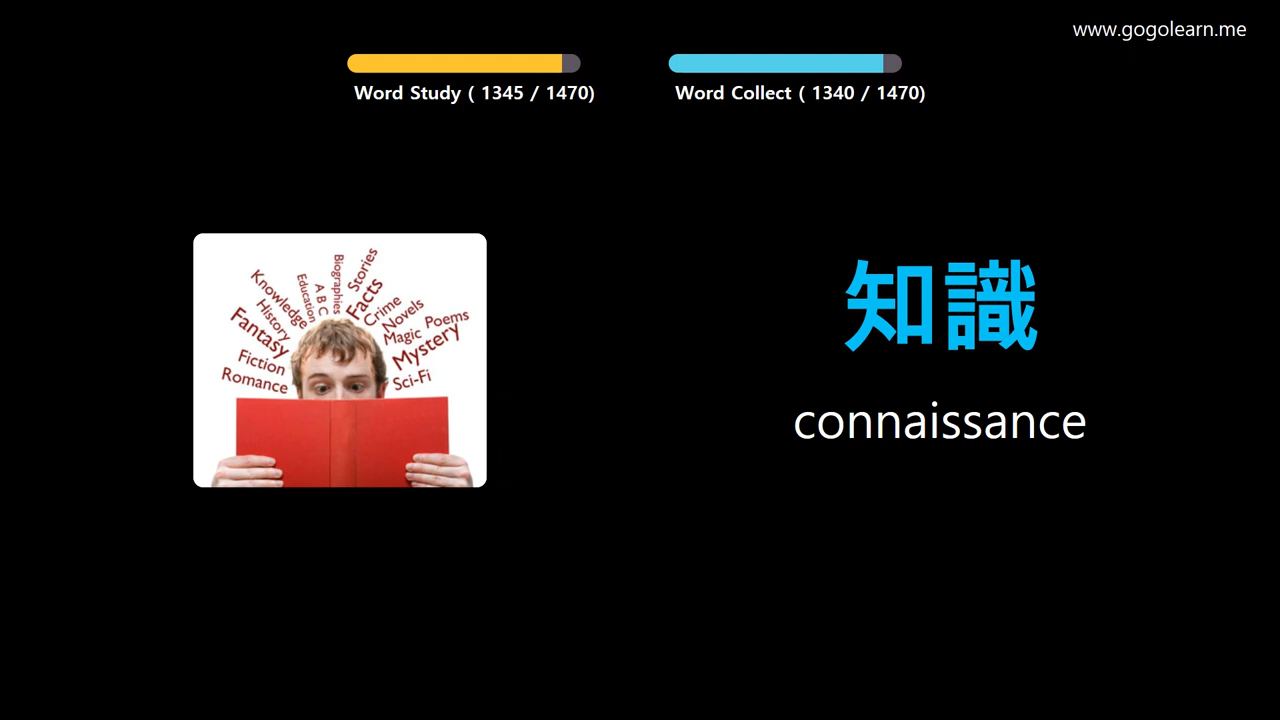 www.gogolearn.me
Word Study ( 1345 / 1470)
Word Collect ( 1340 / 1470)
Knowledge
History
Fantasy
Fiction
Romance
Education
A B C
Biographies
Stories
Facts
Crime
Novels
Magic
Poems
Mystery
Sci-Fi
知識
connaissance